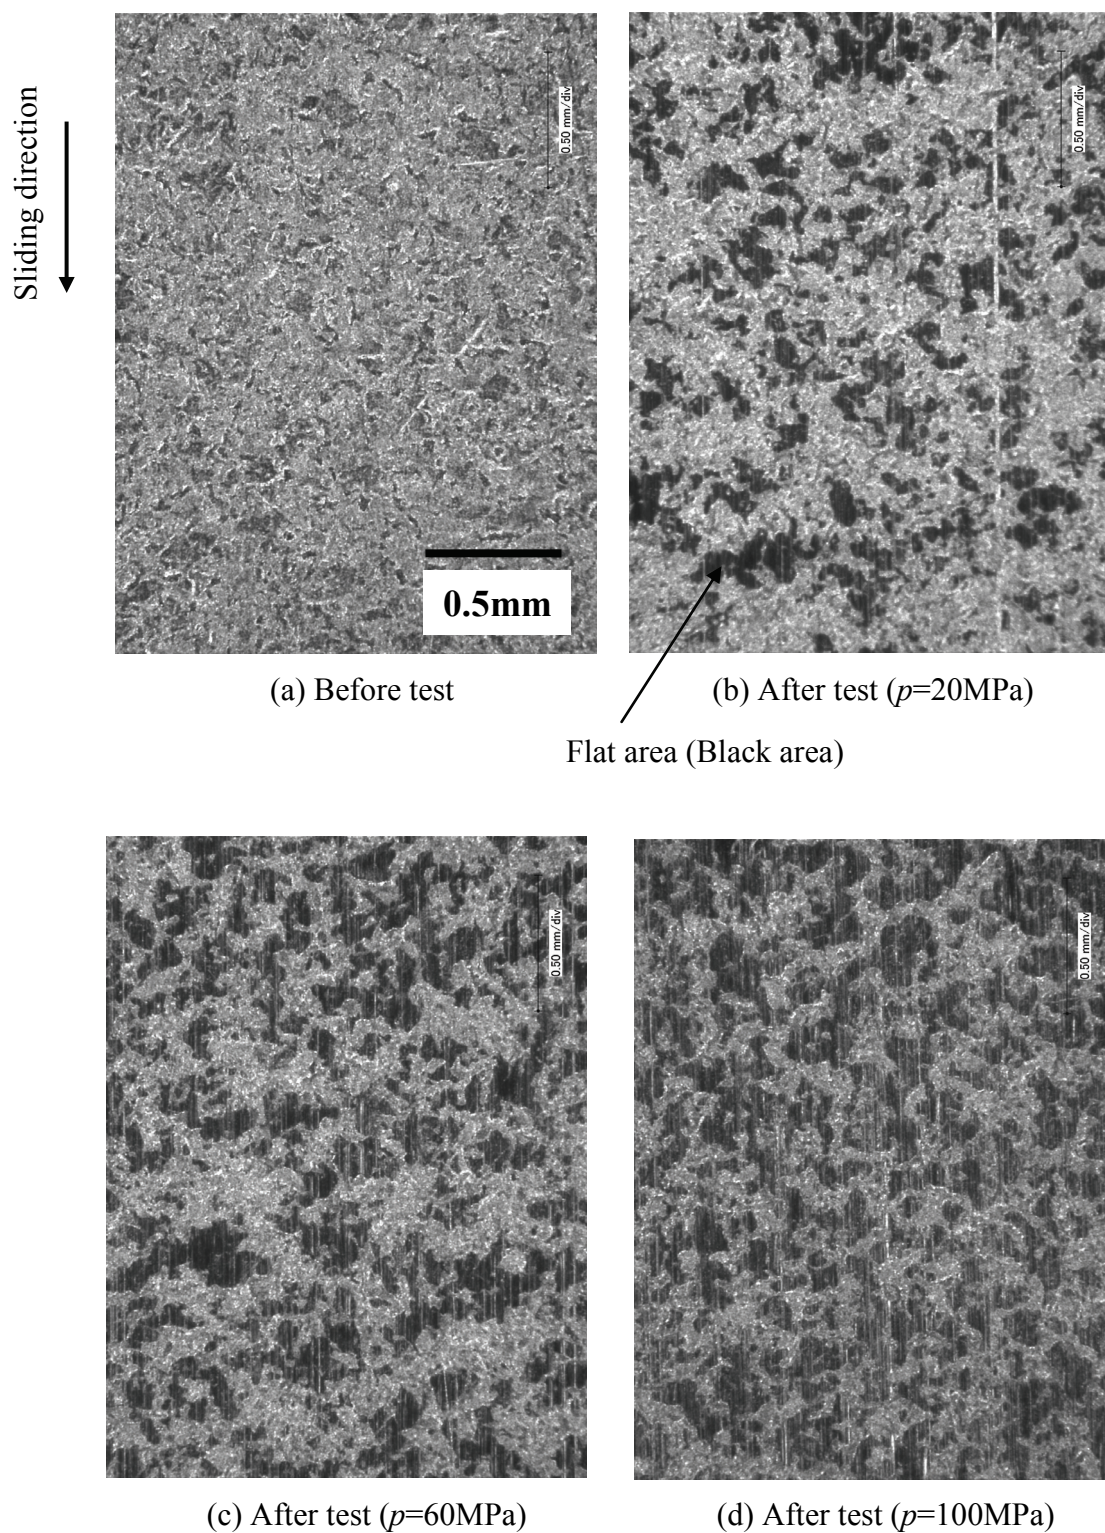 Sliding direction
0.50 mm/div
0.5mm
0.50 mm/div
(a) Before test
(b) After test (p=20MPa)
Flat area (Black area)
0.50 mm/div
0.50 mm/div
(c) After test (p=60MPa)
(d) After test (p=100MPa)